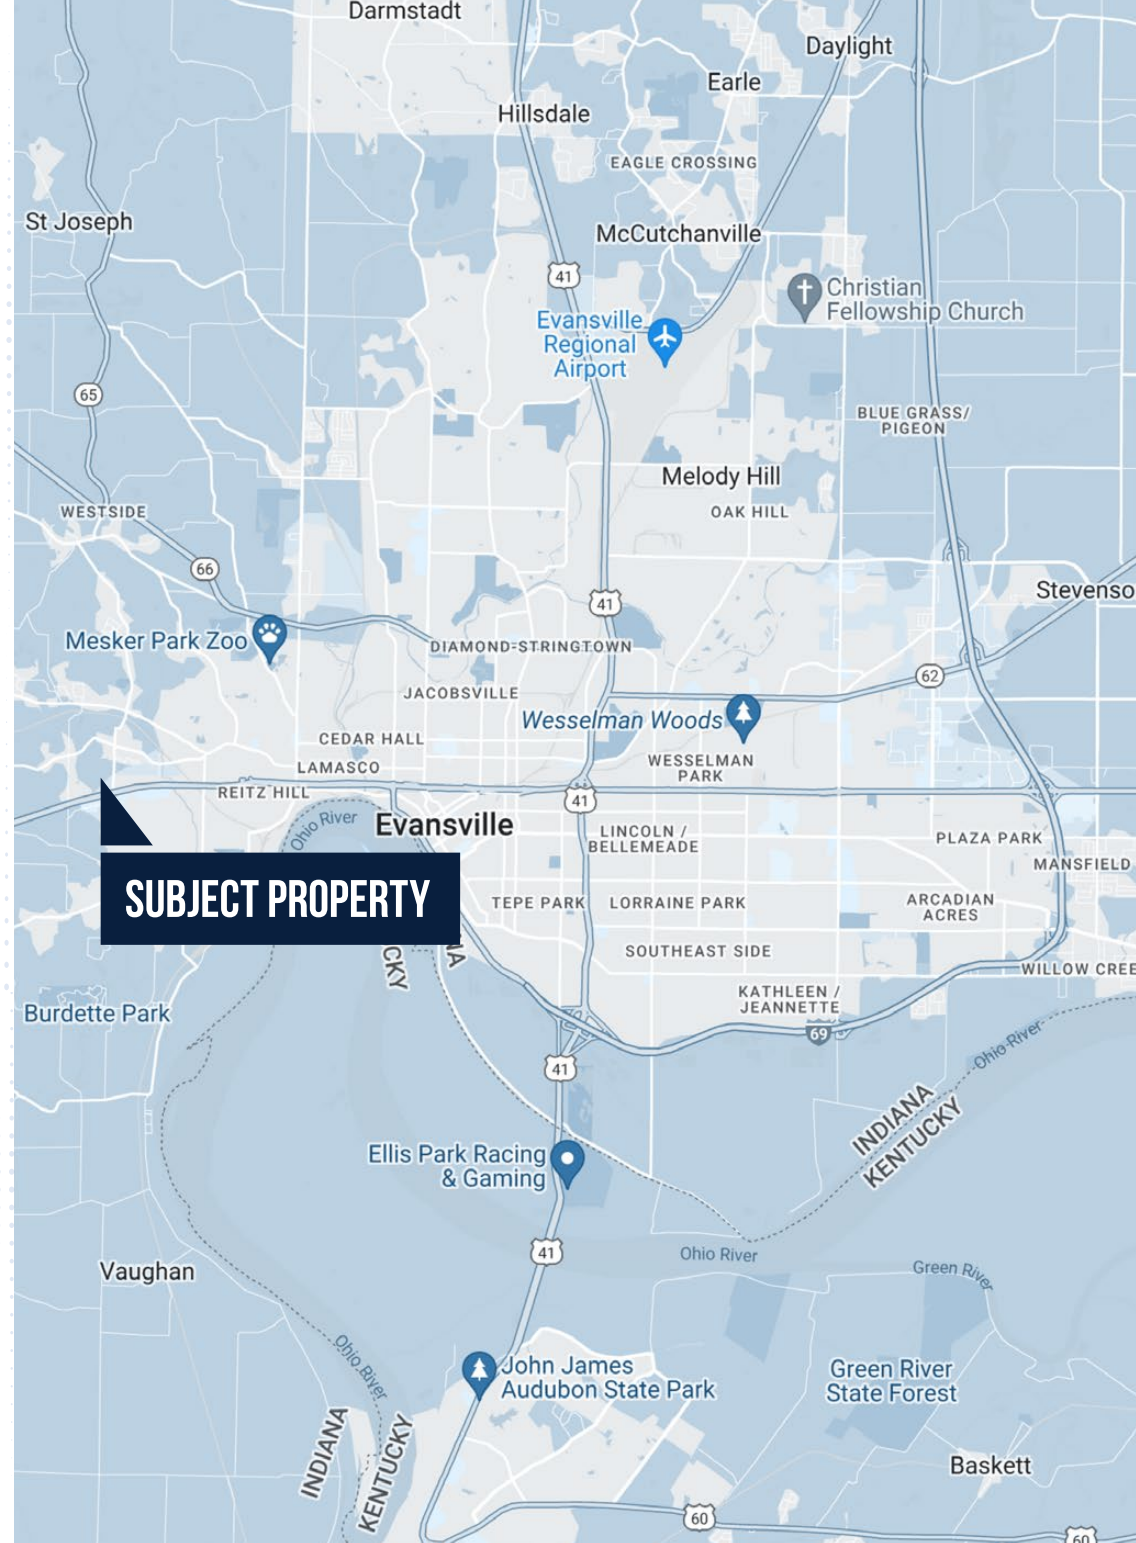 Darmstadt
Daylight
Earle
Hillsdale
EAGLE CROSSING
St Joseph
McCutchanville
41
Christian
Fellowship Church
Evansville
Regional
Airport
65
BLUE GRASS/
PIGEON
Melody Hill
WESTSIDE
OAK HILL
66
Stevenso
41
Mesker Park Zoo
DIAMOND-STRINGTOWN
62
JACOBSVILLE
Wesselman Woods
CEDAR HALL
LAMASCO
WESSELMAN
PARK
REITZ HILL
41
Ohio River
Evansville
LINCOLN /
BELLEMEADE
PLAZA PARK
MANSFIELD
SUBJECT PROPERTY
TEPE PARK
LORRAINE PARK
ARCADIAN
ACRES
NA
CKY
SOUTHEAST SIDE
WILLOW CREE
KATHLEEN /
JEANNETTE
Burdette Park
69
Ohio River
41
INDIANA
KENTUCKY
Ellis Park Racing
& Gaming
41
Ohio River
Green River
Vaughan
Ohio River
John James
Audubon State Park
Green River
State Forest
INDIANA
KENTUCKY
Baskett
60
60